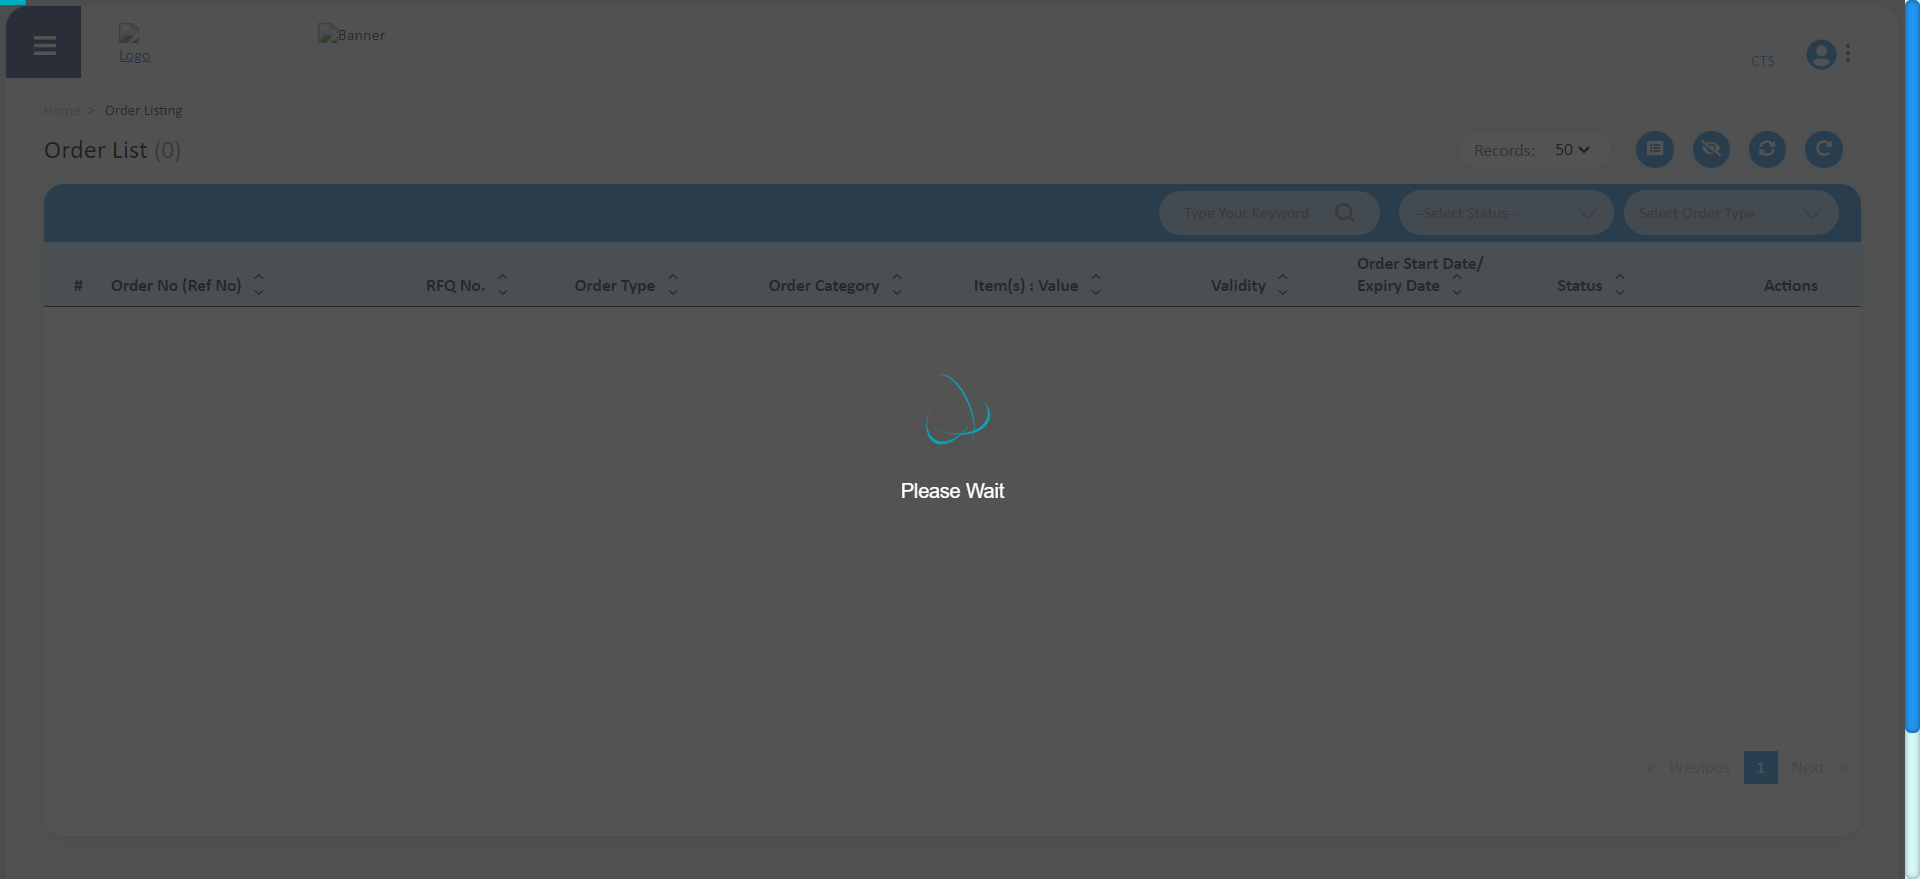 Logo
Banner
CTS
Home > Order Listing
Order List (0)
Records: 50
Type Your Keyword
--Select Status--
Select Order Type
# Order No (Ref No) RFQ No. Order Type Order Category Item(s) : Value Validity Order Start Date/
Expiry Date Status Actions
Please Wait
« Previous 1 Next »